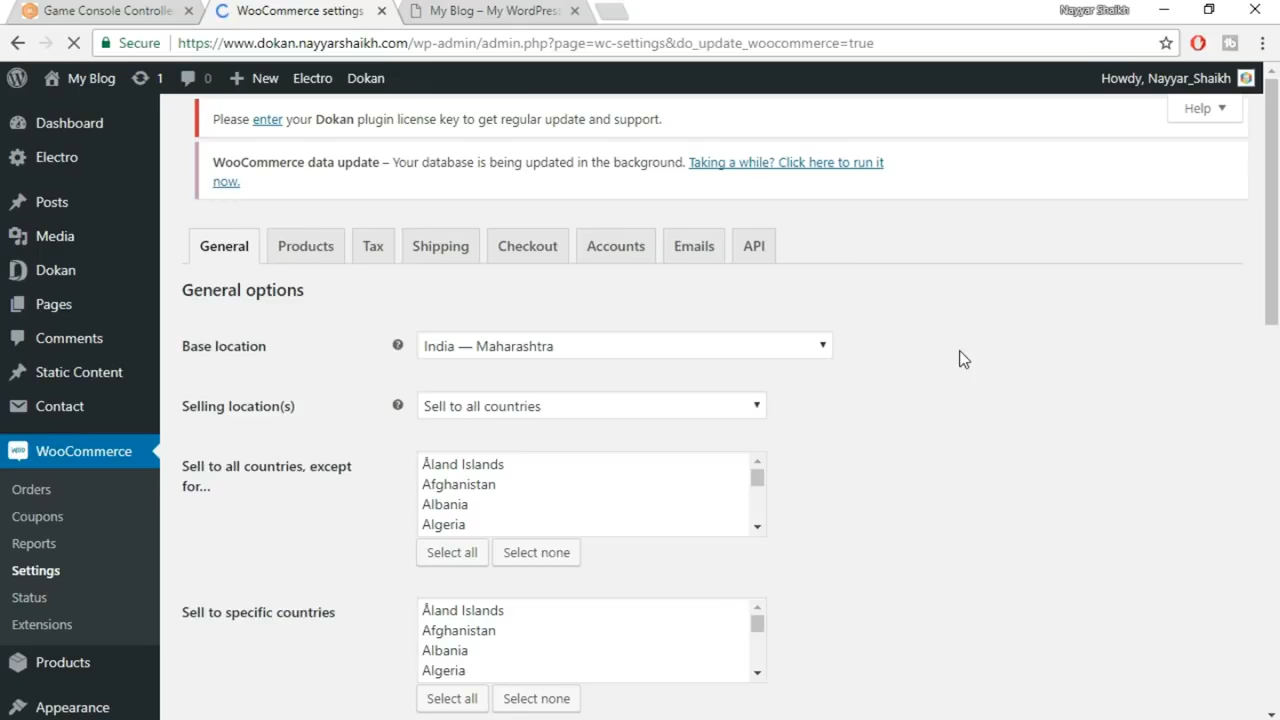 Game Console Controlle
WooCommerce settings
My Blog – My WordPress
Nayyar Shaikh
Secure
https://www.dokan.nayyarshaikh.com/wp-admin/admin.php?page=wc-settings&do_update_woocommerce=true
My Blog
1
0
New
Electro
Dokan
Howdy, Nayyar_Shaikh
Dashboard
Electro
Posts
Media
Dokan
Pages
Comments
Static Content
Contact
WooCommerce
Orders
Coupons
Reports
Settings
Status
Extensions
Products
Appearance
Help
Please enter your Dokan plugin license key to get regular update and support.
WooCommerce data update – Your database is being updated in the background. Taking a while? Click here to run it
now.
General
Products
Tax
Shipping
Checkout
Accounts
Emails
API
General options
Base location
India — Maharashtra
Selling location(s)
Sell to all countries
Sell to all countries, except
for...
Åland Islands
Afghanistan
Albania
Algeria
Select all
Select none
Sell to specific countries
Åland Islands
Afghanistan
Albania
Algeria
Select all
Select none